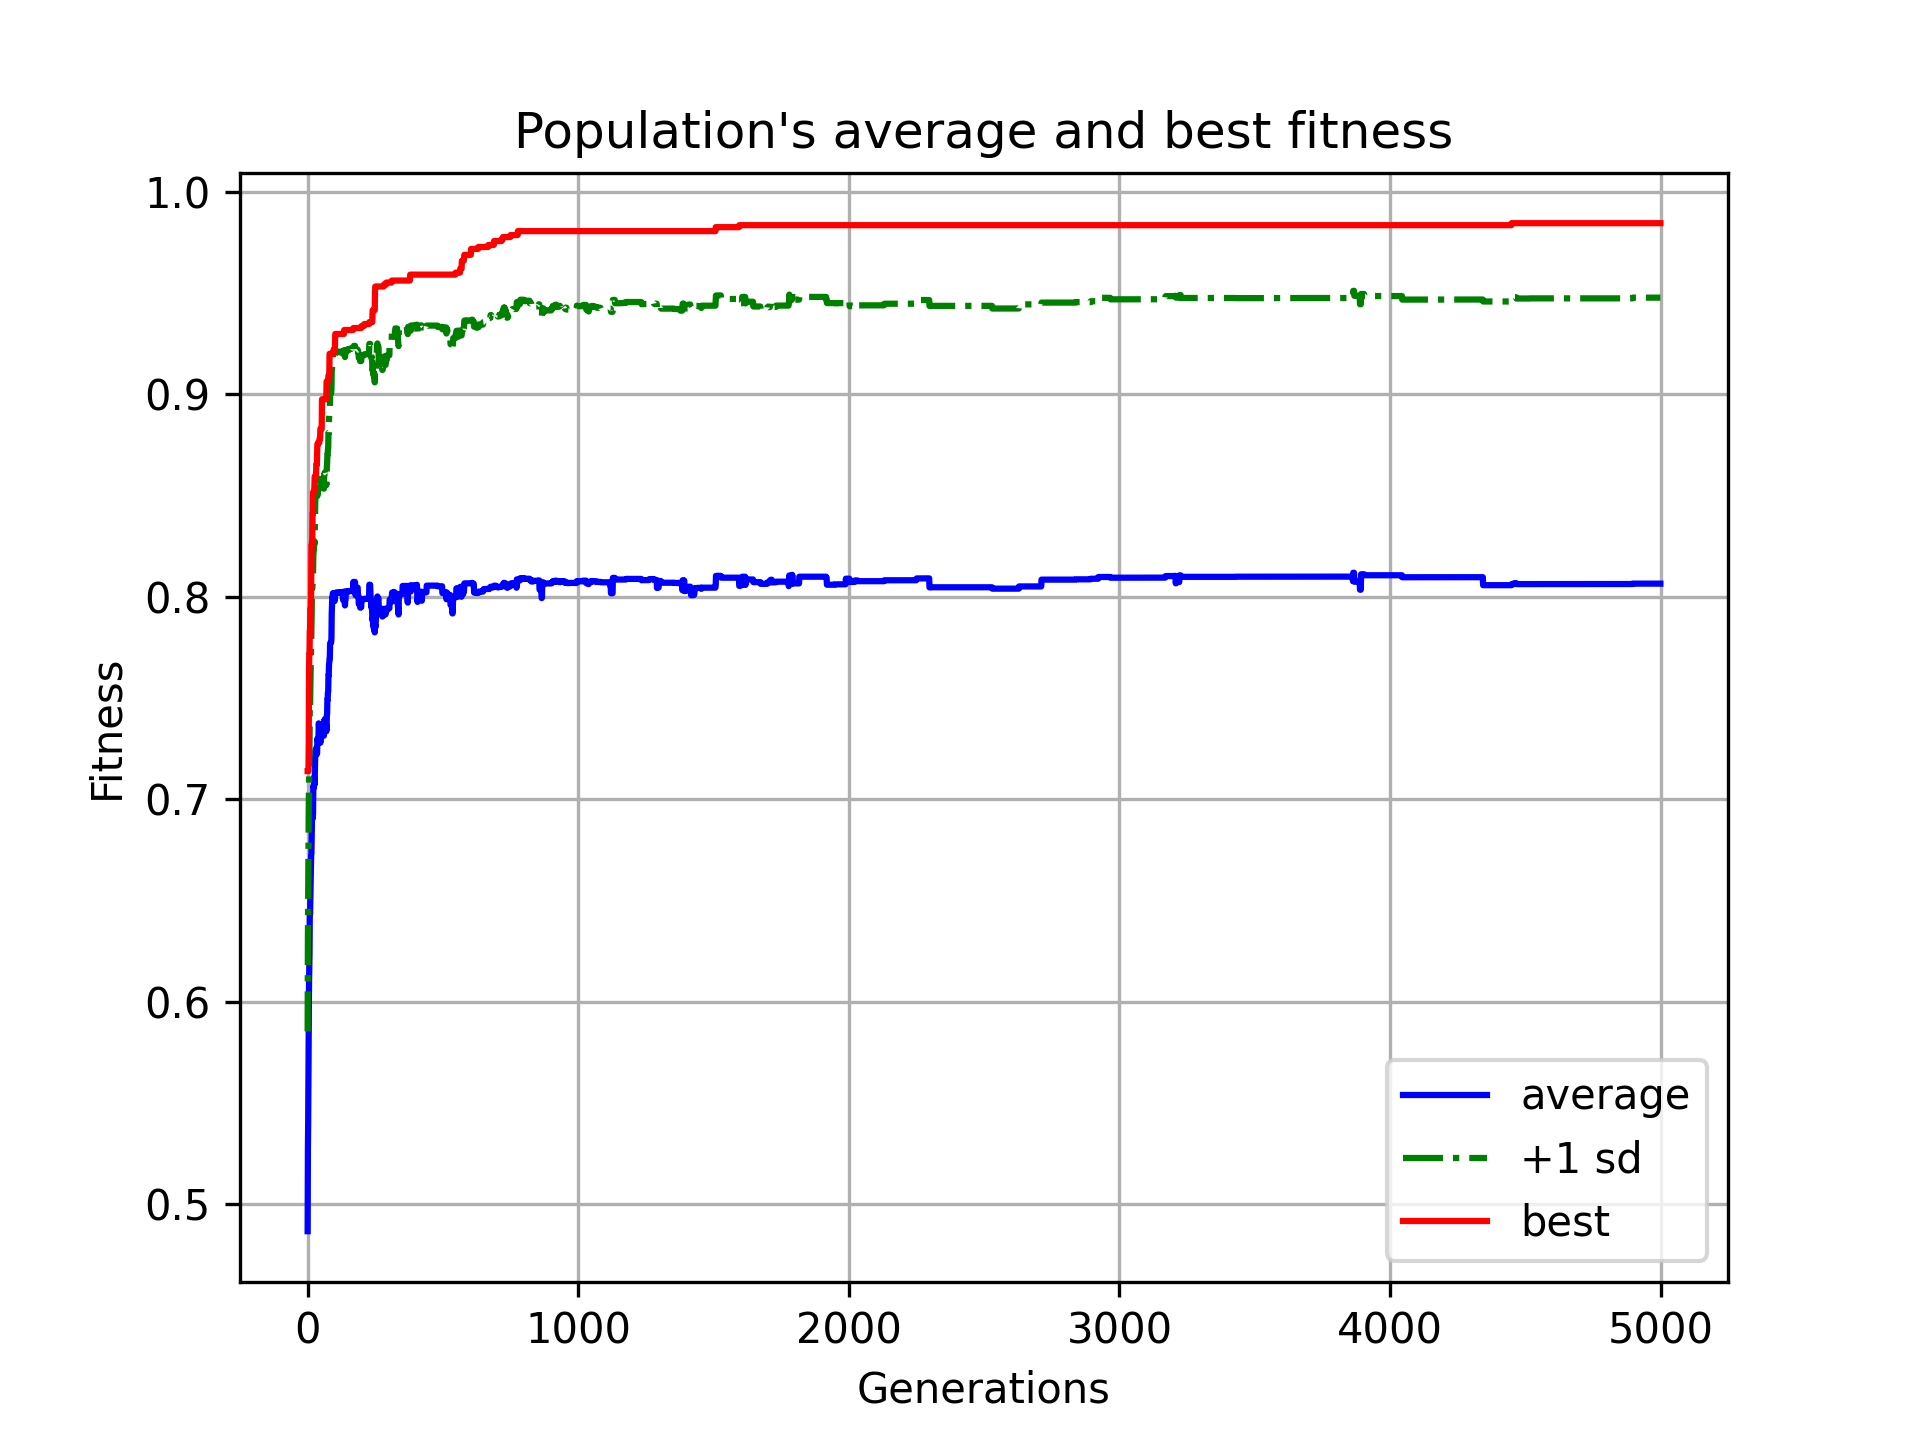 Population's average and best fitness
1.0
0.9
0.8
0.7
0.6
0.5
Fitness
0 1000 2000 3000 4000 5000
Generations
average
+1 sd
best